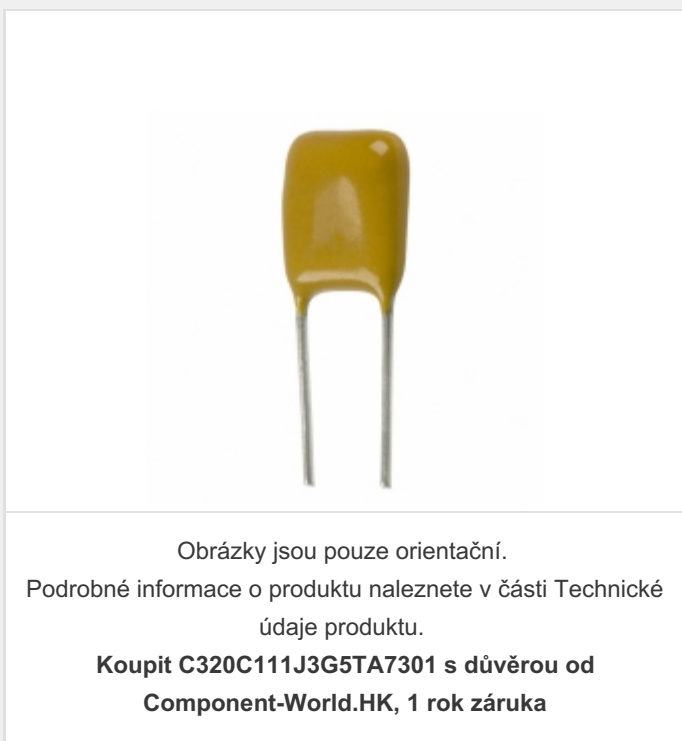 Obrázky jsou pouze orientační.
Podrobné informace o produktu naleznete v části Technické
údaje produktu.
Koupit C320C111J3G5TA7301 s důvěrou od
Component-World.HK, 1 rok záruka